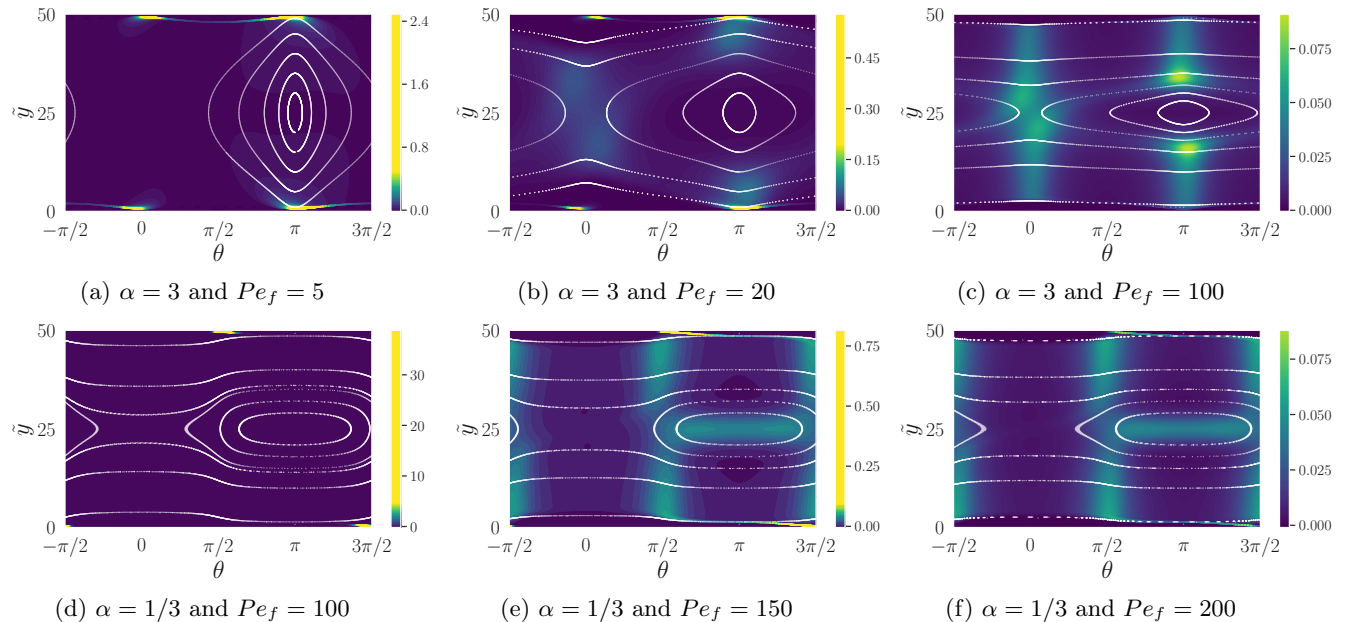 50
ỹ 25
0
−π/2 0 π/2 π 3π/2
θ
2.4
1.6
0.8
0.0
(a) α = 3 and Pe_f = 5
50
ỹ 25
0
−π/2 0 π/2 π 3π/2
θ
0.45
0.30
0.15
0.00
(b) α = 3 and Pe_f = 20
50
ỹ 25
0
−π/2 0 π/2 π 3π/2
θ
0.075
0.050
0.025
0.000
(c) α = 3 and Pe_f = 100
50
ỹ 25
0
−π/2 0 π/2 π 3π/2
θ
30
20
10
0
(d) α = 1/3 and Pe_f = 100
50
ỹ 25
0
−π/2 0 π/2 π 3π/2
θ
0.75
0.50
0.25
0.00
(e) α = 1/3 and Pe_f = 150
50
ỹ 25
0
−π/2 0 π/2 π 3π/2
θ
0.075
0.050
0.025
0.000
(f) α = 1/3 and Pe_f = 200